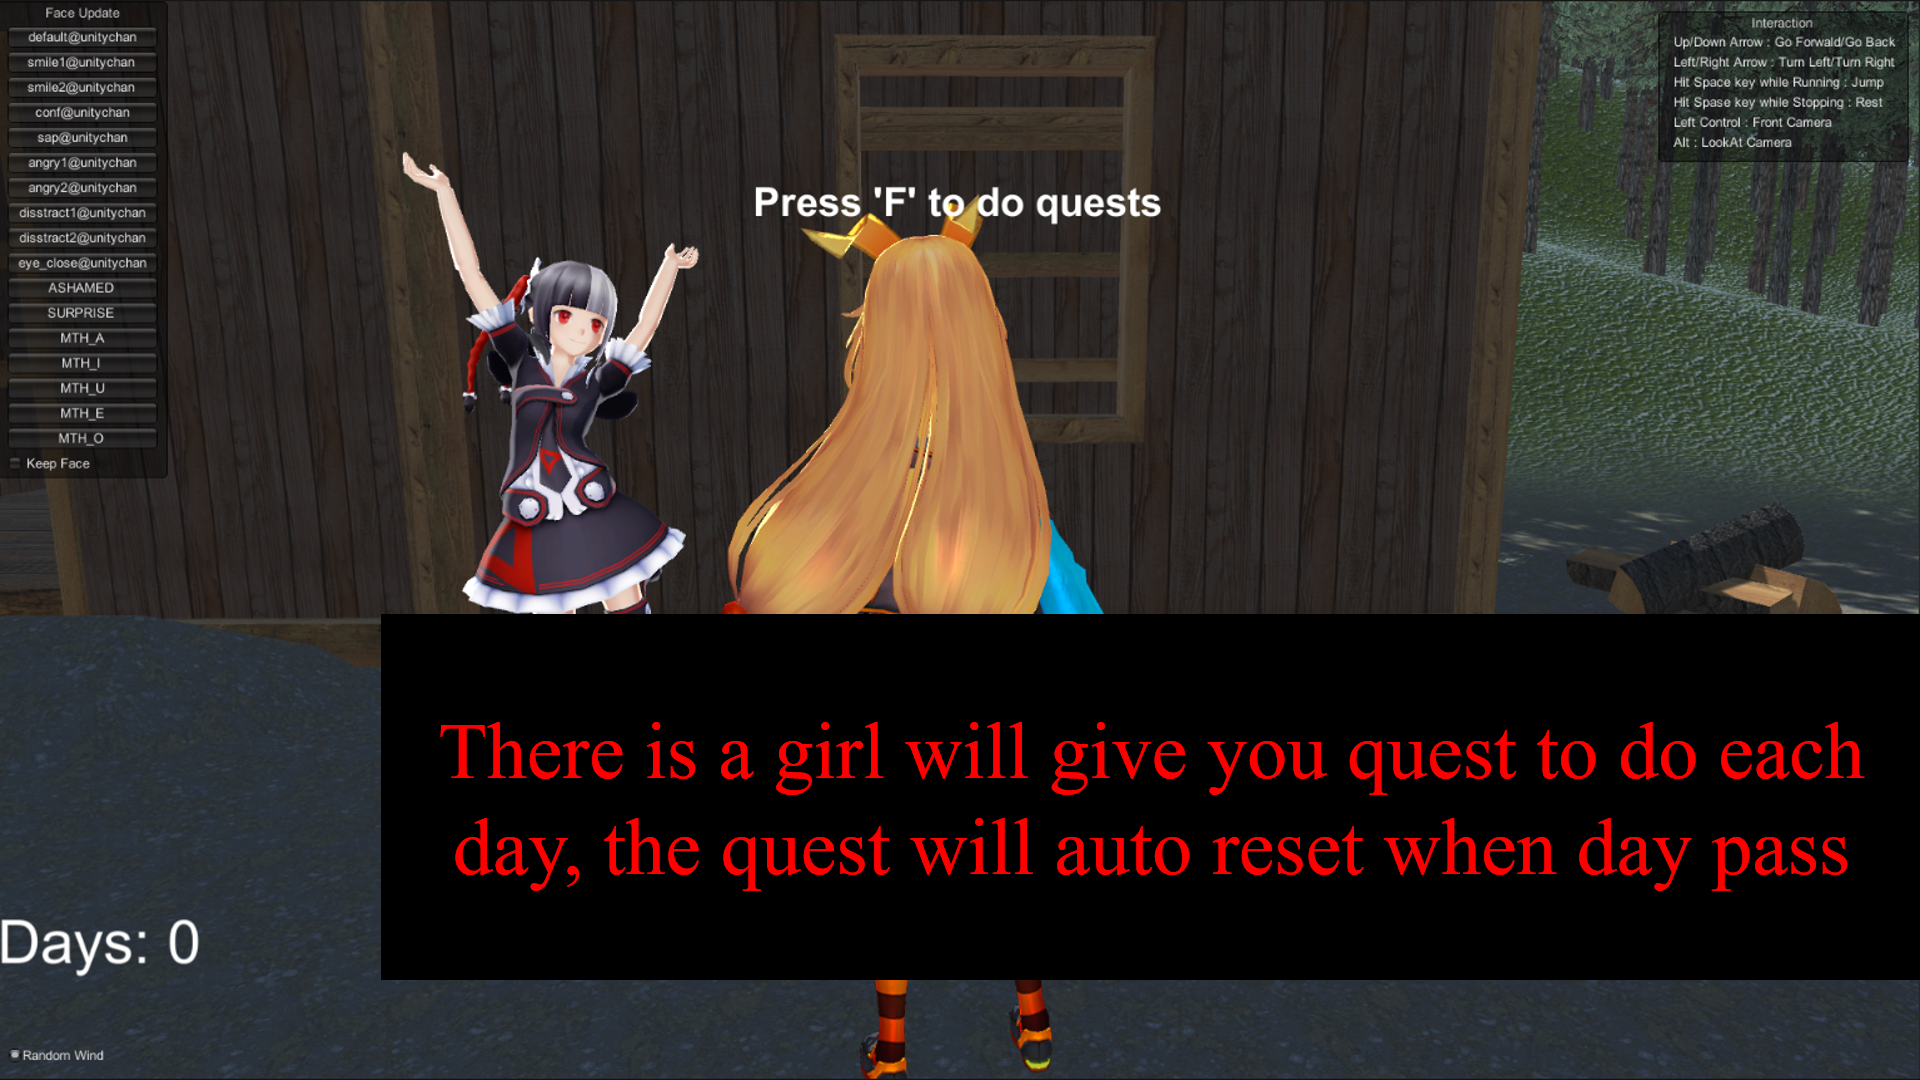 Face Update
default@unitychan
smile1@unitychan
smile2@unitychan
conf@unitychan
sap@unitychan
angry1@unitychan
angry2@unitychan
disstract1@unitychan
disstract2@unitychan
eye_close@unitychan
ASHAMED
SURPRISE
MTH_A
MTH_I
MTH_U
MTH_E
MTH_O
Keep Face
Interaction
Up/Down Arrow : Go Forwald/Go Back
Left/Right Arrow : Turn Left/Turn Right
Hit Space key while Running : Jump
Hit Spase key while Stopping : Rest
Left Control : Front Camera
Alt : LookAt Camera
Press 'F' to do quests
There is a girl will give you quest to do each
day, the quest will auto reset when day pass
Days: 0
Random Wind